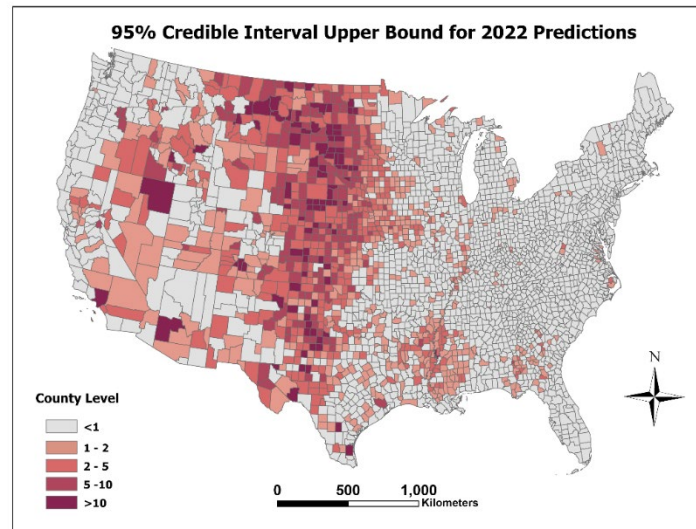 95% Credible Interval Upper Bound for 2022 Predictions
N
County Level
<1
1 - 2
2 - 5
5 -10
>10
0 500 1,000
Kilometers